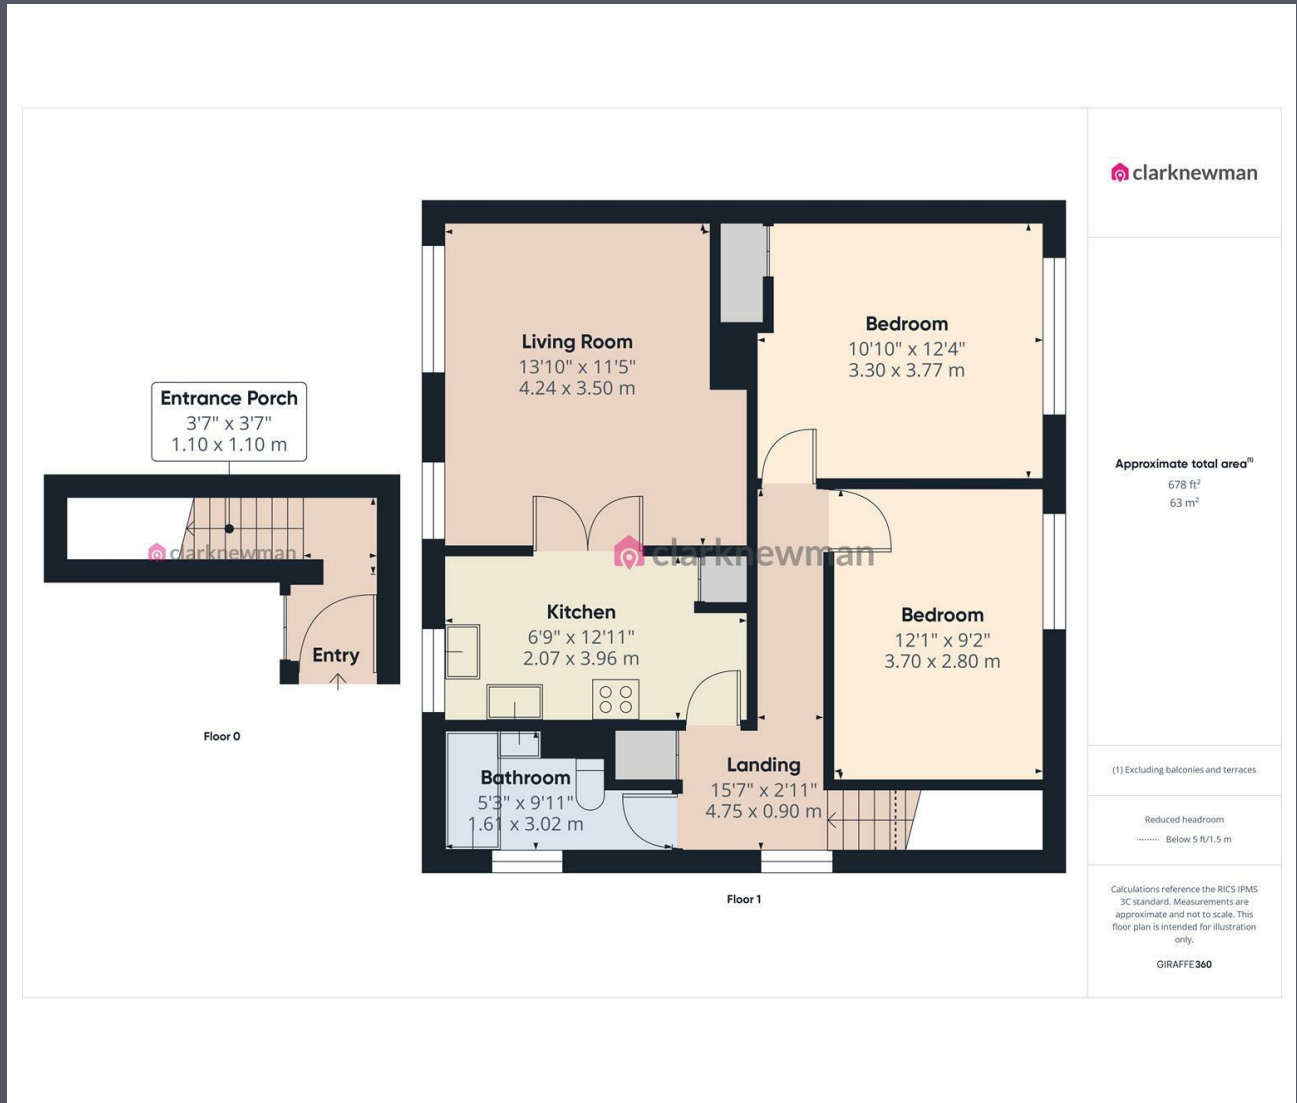 clarknewman
Living Room
13'10" x 11'5"
4.24 x 3.50 m
Bedroom
10'10" x 12'4"
3.30 x 3.77 m
Entrance Porch
3'7" x 3'7"
1.10 x 1.10 m
clarknewman
clarknewman
Kitchen
6'9" x 12'11"
2.07 x 3.96 m
Bedroom
12'1" x 9'2"
3.70 x 2.80 m
Entry
Floor 0
Bathroom
5'3" x 9'11"
1.61 x 3.02 m
Landing
15'7" x 2'11"
4.75 x 0.90 m
Floor 1
Approximate total area(1)
678 ft²
63 m²
(1) Excluding balconies and terraces
Reduced headroom
Below 5 ft/1.5 m
Calculations reference the RICS IPMS
3C standard. Measurements are
approximate and not to scale. This
floor plan is intended for illustration
only.
GIRAFFE360